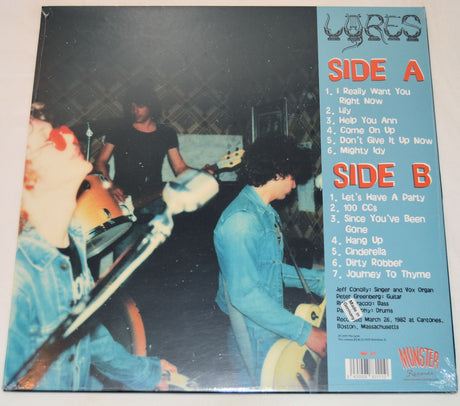 LYRES
SIDE A
1. I Really Want You
Right Now
2. Lily
3. Help You Ann
4. Come On Up
5. Don't Give It Up Now
6. Mighty Idy
SIDE B
1. Let's Have A Party
2. 100 CCs
3. Since You've Been
Gone
4. Hang Up
5. Cinderella
6. Dirty Robber
7. Journey To Thyme
Jeff Conolly: Singer and Vox Organ
Peter Greenberg: Guitar
Bass
Drums
Recorded March 26, 1982 at Cantones,
Boston, Massachusetts
MUNSTER
Records